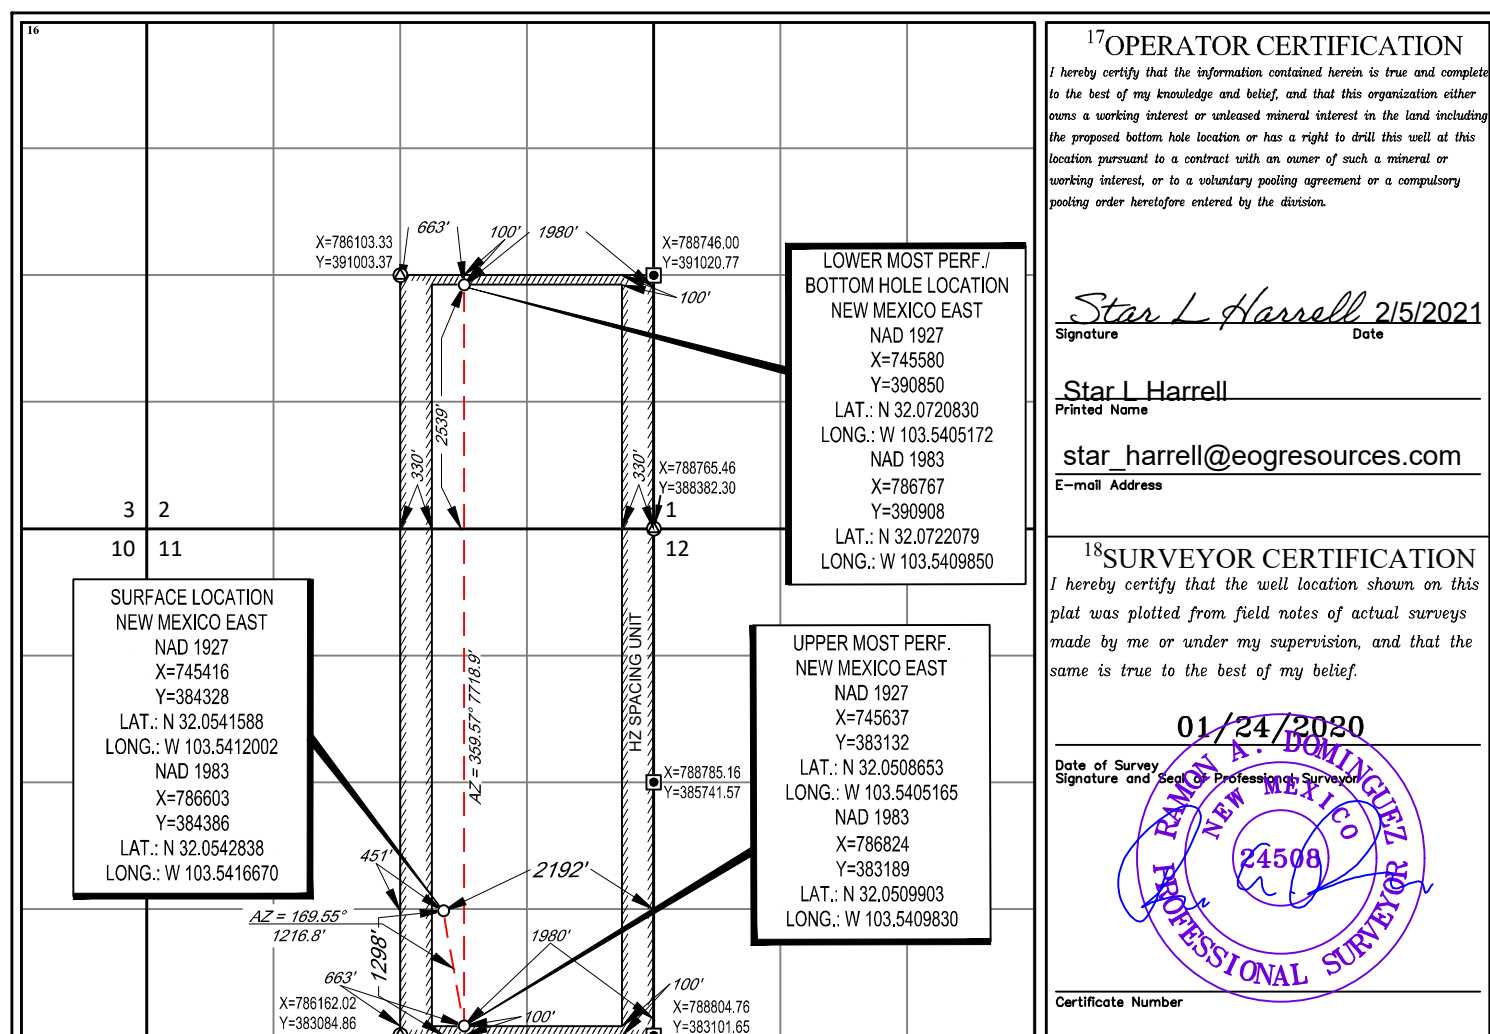 16
663'
100'
1980'
X=786103.33
Y=391003.37
X=788746.00
Y=391020.77
100'
LOWER MOST PERF./
BOTTOM HOLE LOCATION
NEW MEXICO EAST
NAD 1927
X=745580
Y=390850
LAT.: N 32.0720830
LONG.: W 103.5405172
NAD 1983
X=786767
Y=390908
LAT.: N 32.0722079
LONG.: W 103.5409850
2539'
330'
330'
X=788765.46
Y=388382.30
3 2
1
10 11
12
SURFACE LOCATION
NEW MEXICO EAST
NAD 1927
X=745416
Y=384328
LAT.: N 32.0541588
LONG.: W 103.5412002
NAD 1983
X=786603
Y=384386
LAT.: N 32.0542838
LONG.: W 103.5416670
AZ = 359.57° 7718.9'
HZ SPACING UNIT
UPPER MOST PERF.
NEW MEXICO EAST
NAD 1927
X=745637
Y=383132
LAT.: N 32.0508653
LONG.: W 103.5405165
NAD 1983
X=786824
Y=383189
LAT.: N 32.0509903
LONG.: W 103.5409830
X=788785.16
Y=385741.57
451'
2192'
AZ = 169.55°
1216.8'
1298'
1980'
663'
100'
X=786162.02
Y=383084.86
100'
X=788804.76
Y=383101.65
17OPERATOR CERTIFICATION
I hereby certify that the information contained herein is true and complete
to the best of my knowledge and belief, and that this organization either
owns a working interest or unleased mineral interest in the land including
the proposed bottom hole location or has a right to drill this well at this
location pursuant to a contract with an owner of such a mineral or
working interest, or to a voluntary pooling agreement or a compulsory
pooling order heretofore entered by the division.
Star L Harrell 2/5/2021
Signature Date
Star L Harrell
Printed Name
star_harrell@eogresources.com
E-mail Address
18SURVEYOR CERTIFICATION
I hereby certify that the well location shown on this
plat was plotted from field notes of actual surveys
made by me or under my supervision, and that the
same is true to the best of my belief.
01/24/2020
Date of Survey
Signature and Seal of Professional Surveyor
RAMON A. DOMINGUEZ
NEW MEXICO
24508
PROFESSIONAL SURVEYOR
Certificate Number